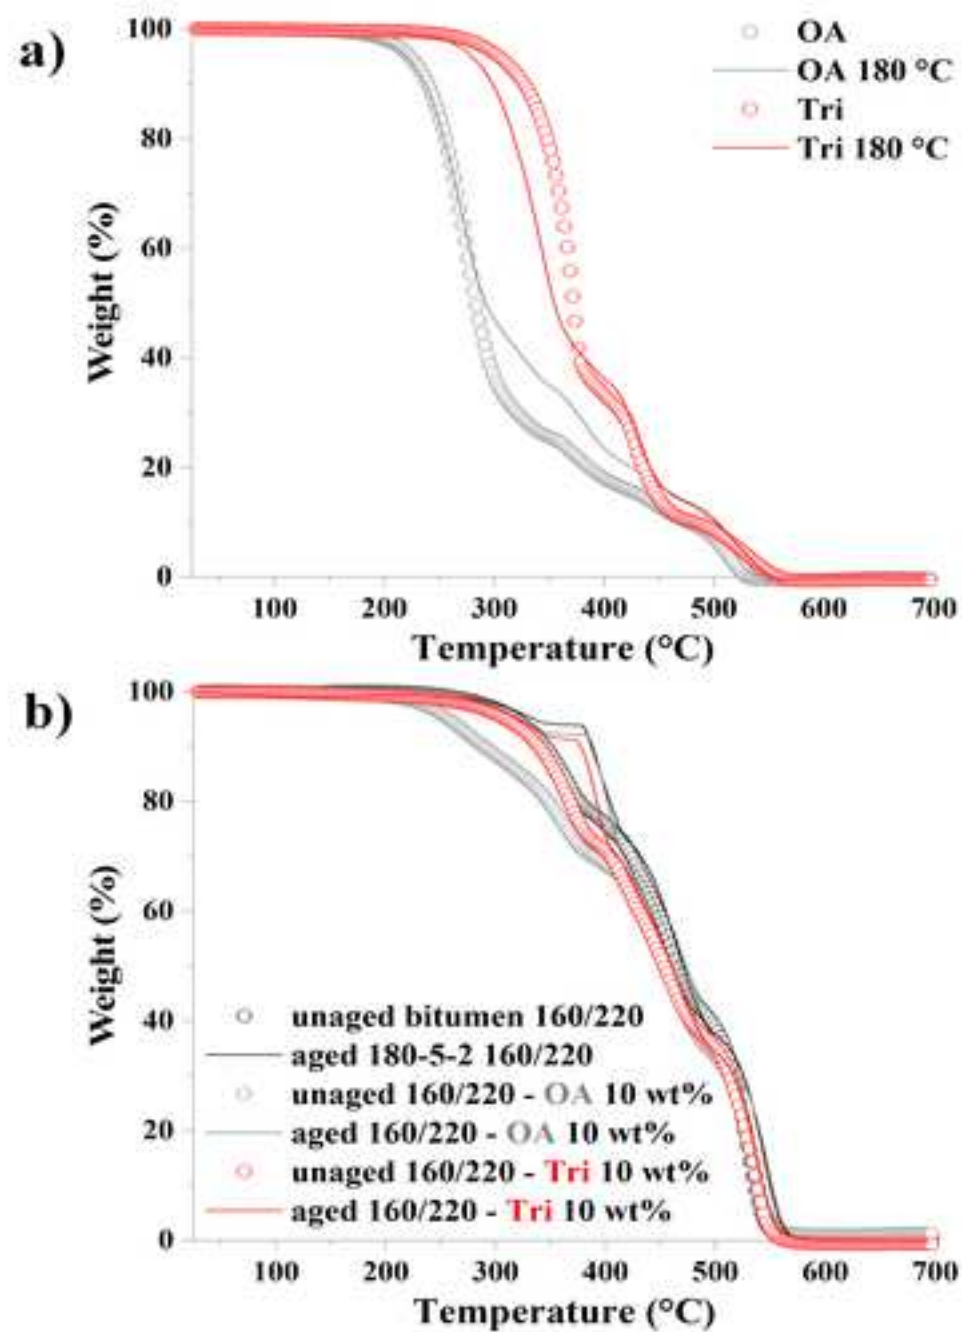 a)
100
80
60
40
20
0
Weight (%)
OA
OA 180 °C
Tri
Tri 180 °C
100 200 300 400 500 600 700
Temperature (°C)
b)
100
80
60
40
20
0
Weight (%)
unaged bitumen 160/220
aged 180-5-2 160/220
unaged 160/220 - OA 10 wt%
aged 160/220 - OA 10 wt%
unaged 160/220 - Tri 10 wt%
aged 160/220 - Tri 10 wt%
100 200 300 400 500 600 700
Temperature (°C)